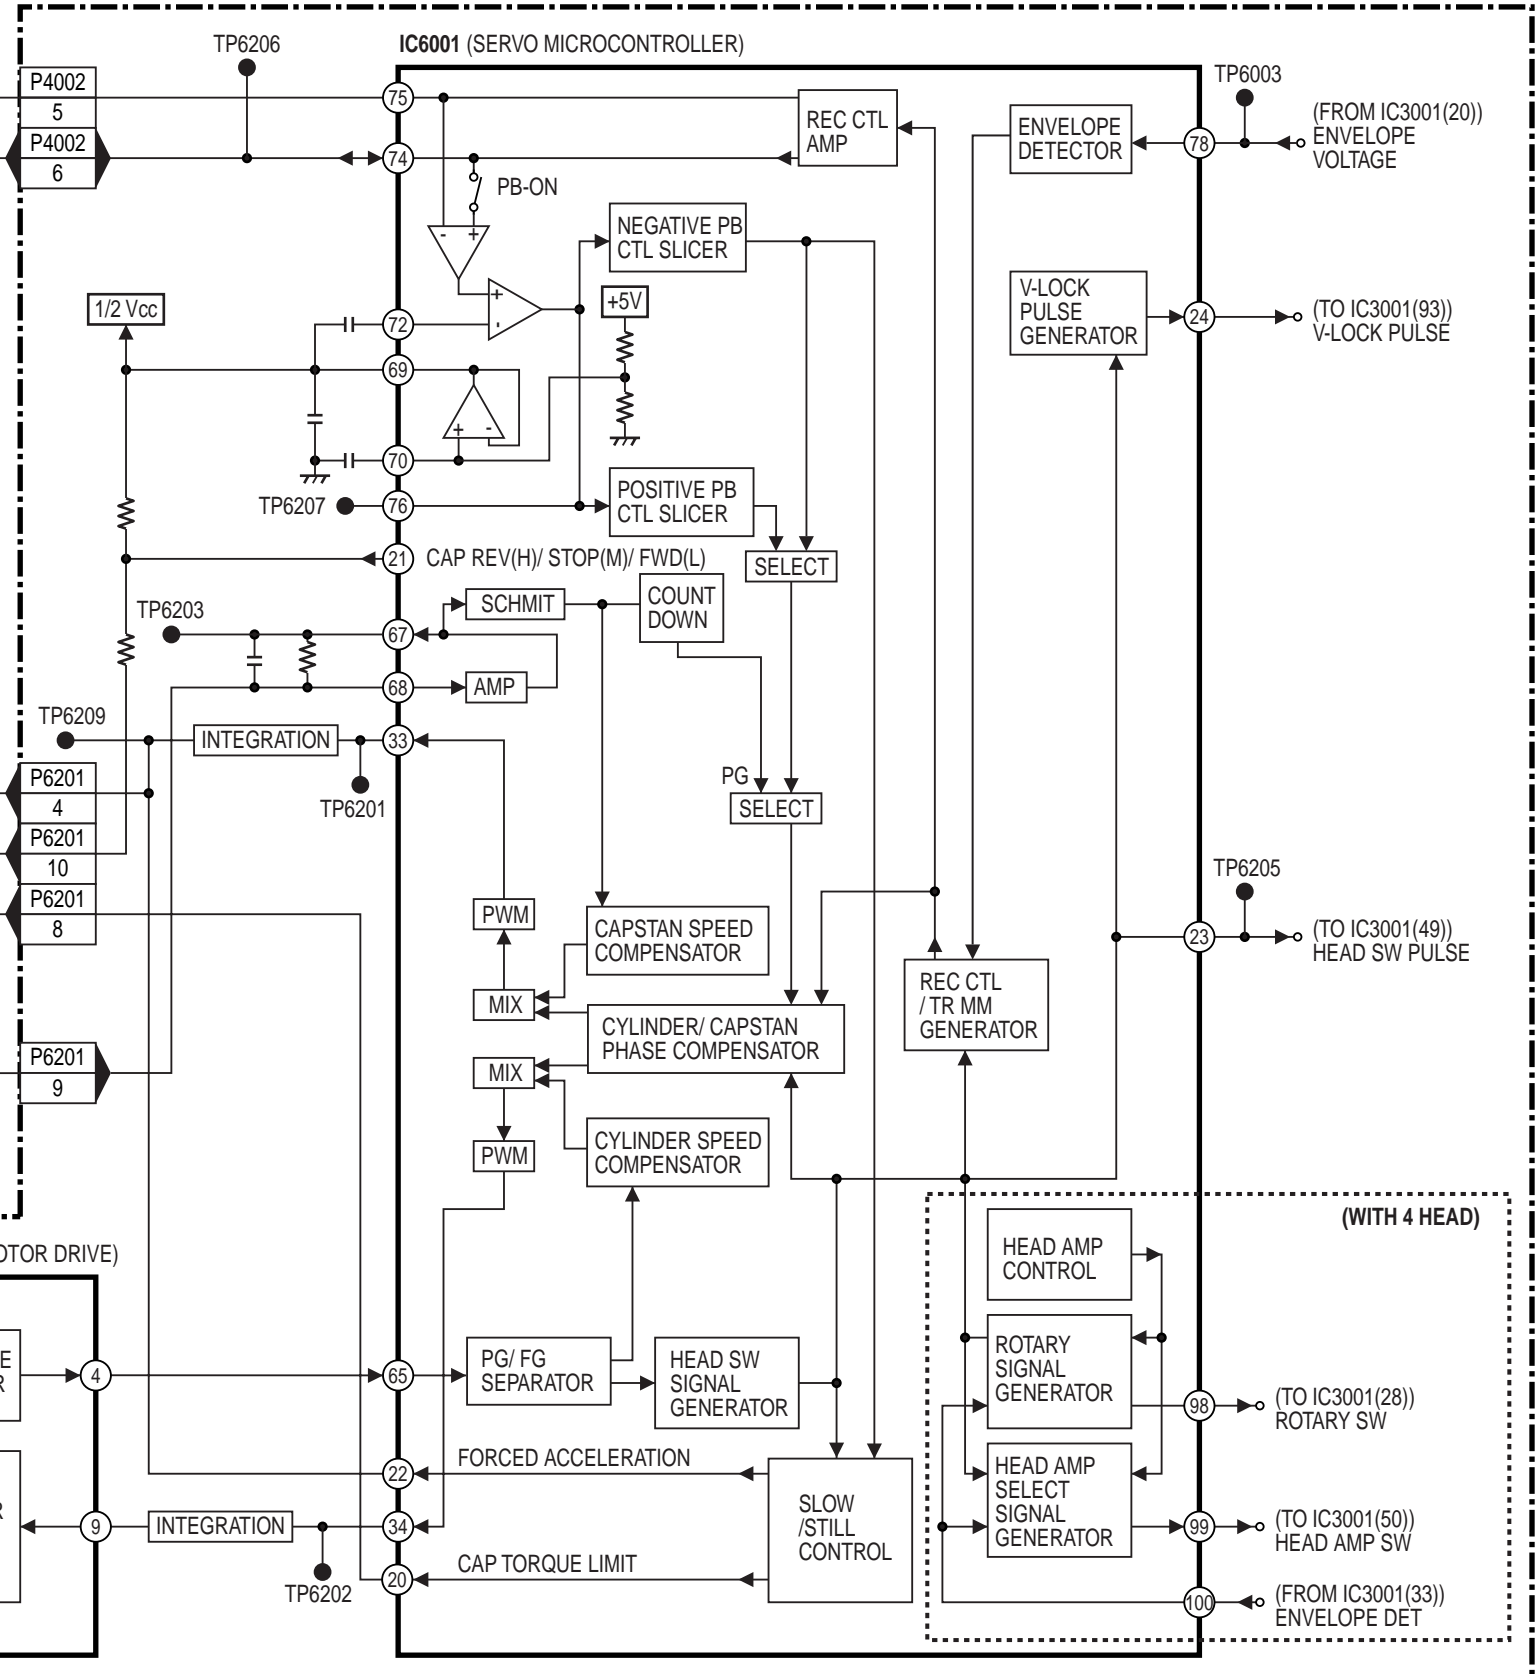 TP6206
IC6001 (SERVO MICROCONTROLLER)
TP6003
P4002
5
P4002
6
75
74
REC CTL
AMP
ENVELOPE
DETECTOR
78
(FROM IC3001(20))
ENVELOPE
VOLTAGE
PB-ON
- +
NEGATIVE PB
CTL SLICER
+
-
+5V
1/2 Vcc
72
69
+ -
70
V-LOCK
PULSE
GENERATOR
24
(TO IC3001(93))
V-LOCK PULSE
TP6207
76
POSITIVE PB
CTL SLICER
21
CAP REV(H)/ STOP(M)/ FWD(L)
SELECT
TP6203
SCHMIT
COUNT
DOWN
67
68
AMP
TP6209
INTEGRATION
33
TP6201
PG
SELECT
P6201
4
P6201
10
P6201
8
PWM
CAPSTAN SPEED
COMPENSATOR
TP6205
23
(TO IC3001(49))
HEAD SW PULSE
MIX
CYLINDER/ CAPSTAN
PHASE COMPENSATOR
REC CTL
/ TR MM
GENERATOR
P6201
9
MIX
PWM
CYLINDER SPEED
COMPENSATOR
(WITH 4 HEAD)
OTOR DRIVE)
HEAD AMP
CONTROL
E
R
4
65
PG/ FG
SEPARATOR
HEAD SW
SIGNAL
GENERATOR
ROTARY
SIGNAL
GENERATOR
98
(TO IC3001(28))
ROTARY SW
22
FORCED ACCELERATION
HEAD AMP
SELECT
SIGNAL
GENERATOR
R
9
INTEGRATION
34
SLOW
/STILL
CONTROL
99
(TO IC3001(50))
HEAD AMP SW
TP6202
20
CAP TORQUE LIMIT
100
(FROM IC3001(33))
ENVELOPE DET